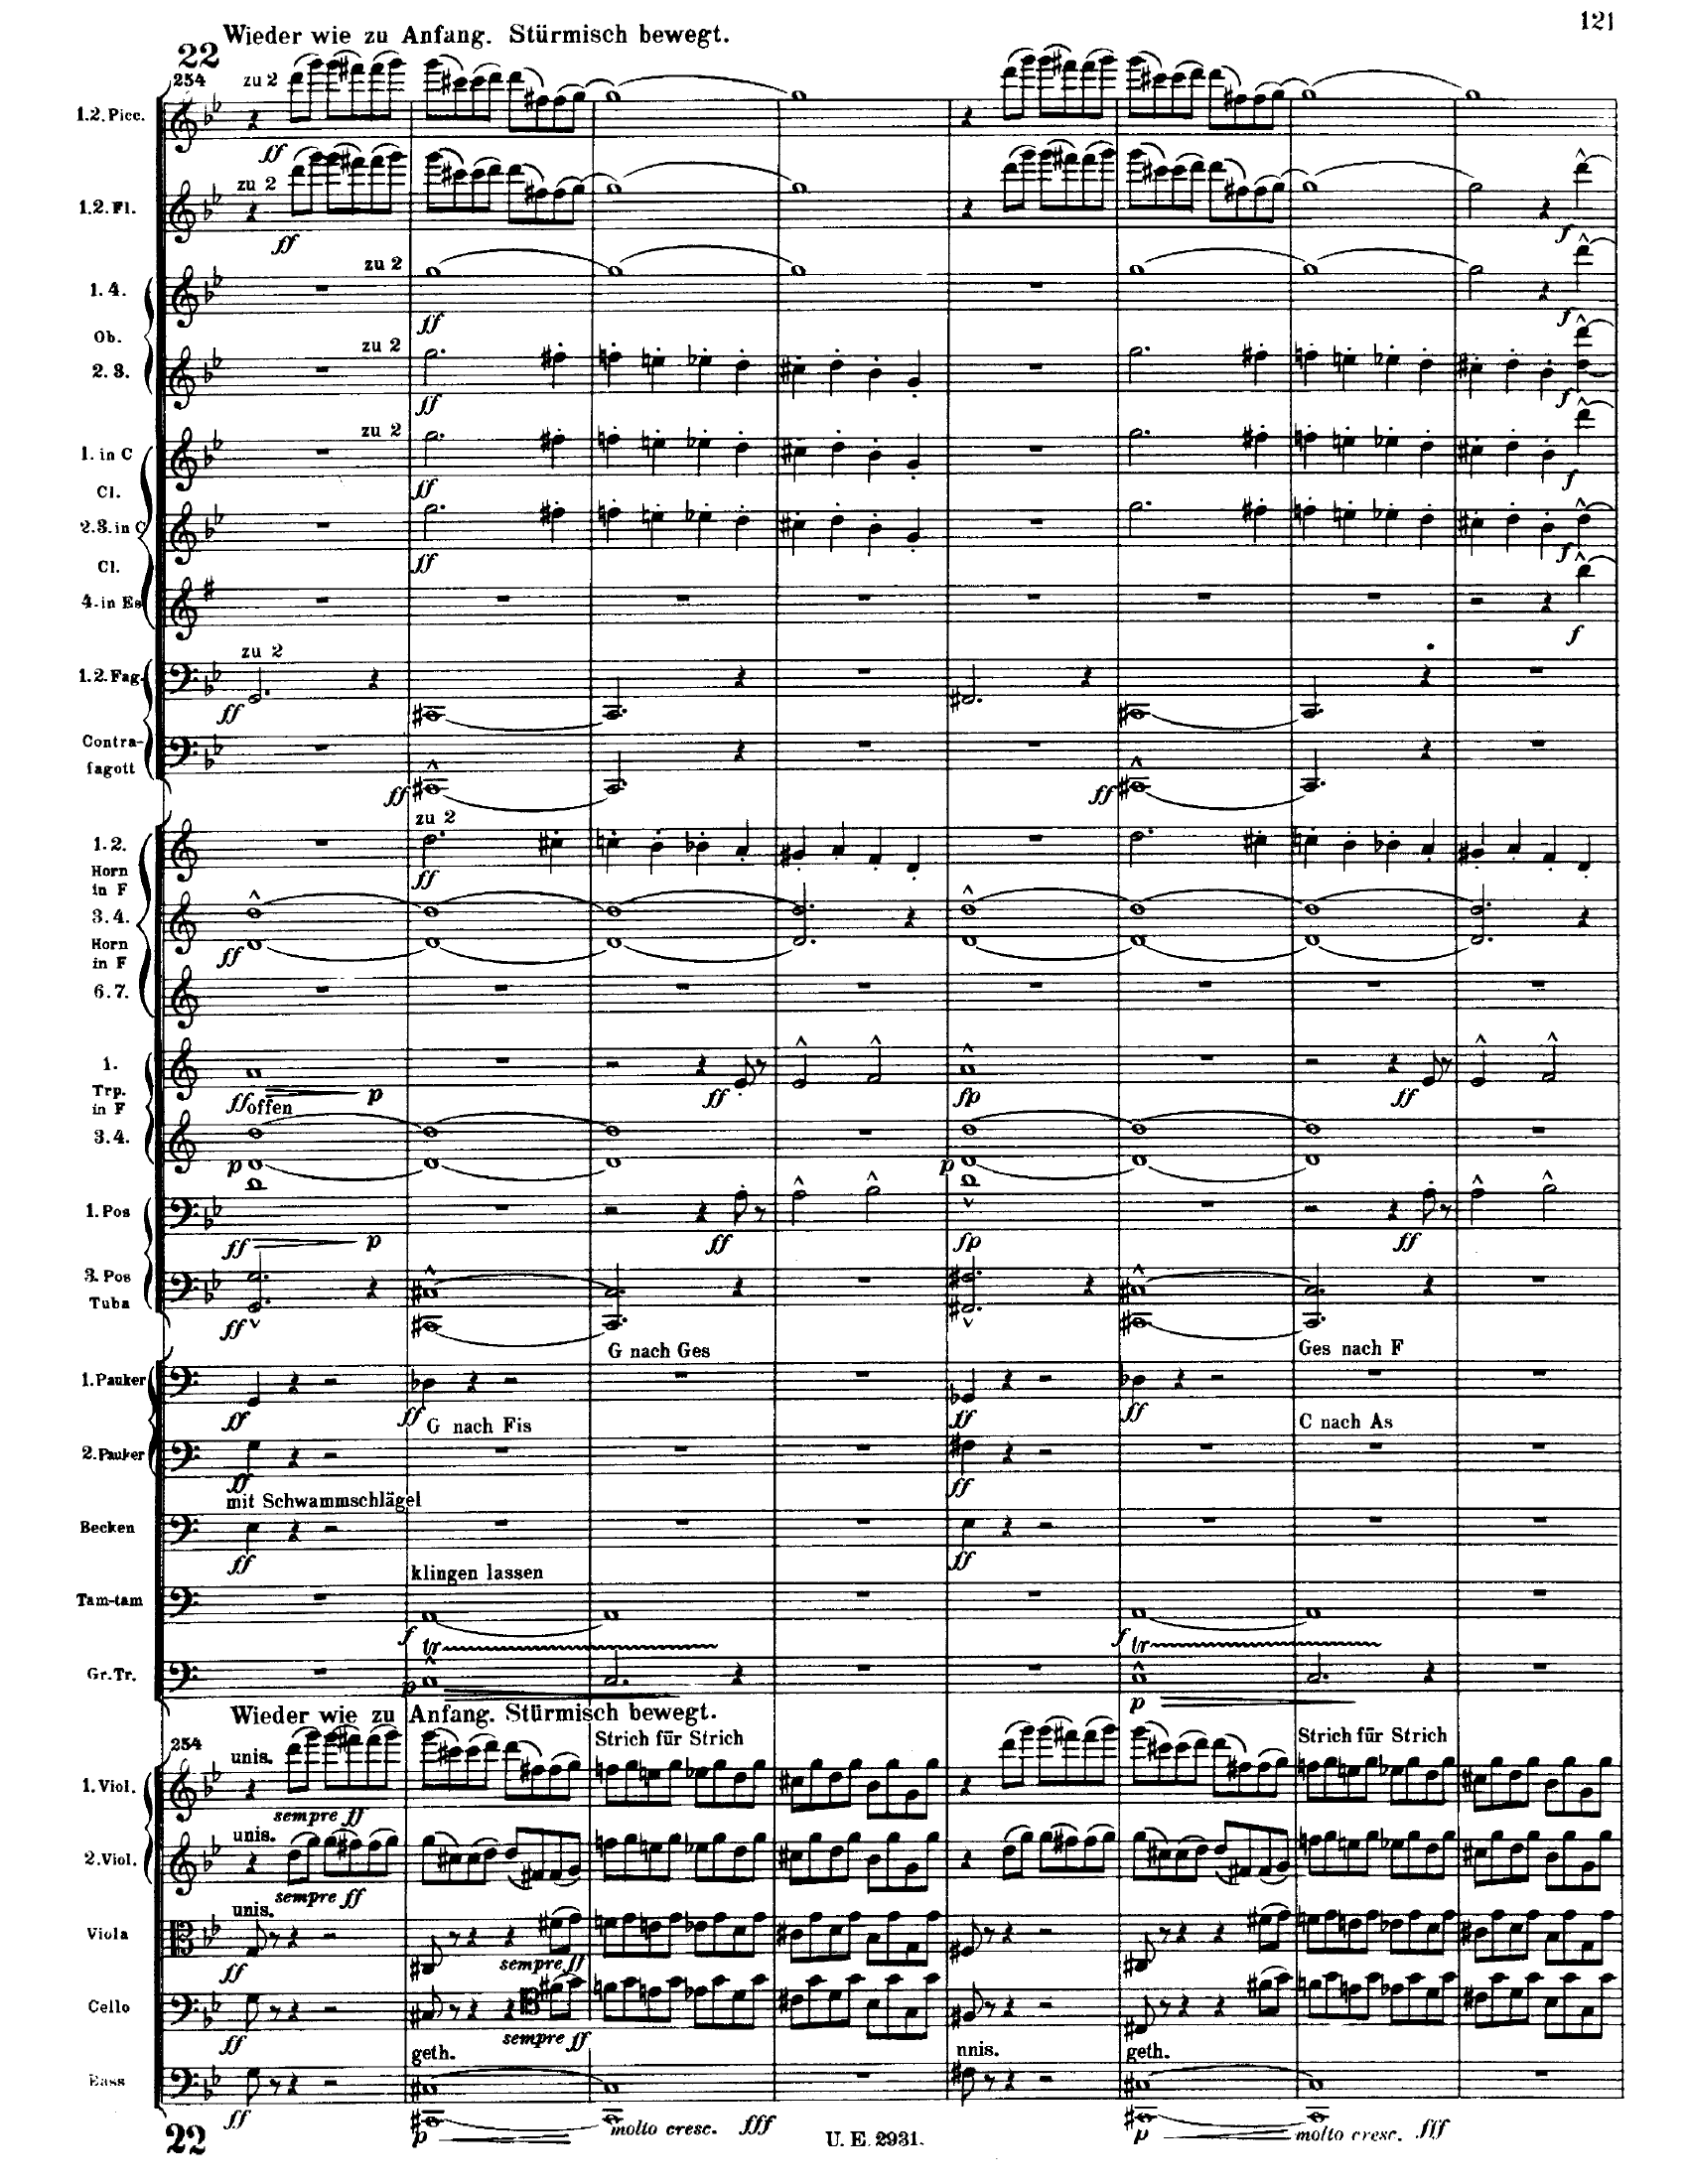 121
Wieder wie zu Anfang. Stürmisch bewegt.
22
254
zu 2
1.2. Picc.
ff
zu 2
1.2. Fl.
ff
f
zu 2
1. 4.
ff
f
Ob.
zu 2
2. 3.
ff
f
zu 2
1. in C
ff
f
Cl.
2.3. in C
ff
f
Cl.
4. in Es
f
zu 2
1.2. Fag.
ff
Contra-
fagott
ff
ff
zu 2
1. 2.
ff
Horn
in F
3. 4.
ff
Horn
in F
6. 7.
1.
ff
p
ff
fp
ff
Trp.
in F
offen
3. 4.
p
p
1. Pos
ff
p
ff
fp
ff
3. Pos
Tuba
ff
G nach Ges
Ges nach F
1. Pauker
ff
ff
ff
ff
G nach Fis
C nach As
2. Pauker
ff
ff
mit Schwammschlägel
Becken
ff
ff
klingen lassen
Tam-tam
f
f
tr
tr
Gr. Tr.
p
p
Wieder wie zu Anfang. Stürmisch bewegt.
254
unis.
Strich für Strich
Strich für Strich
1. Viol.
sempre ff
unis.
2. Viol.
sempre ff
unis.
Viola
ff
sempre ff
Cello
ff
sempre ff
geth.
nnis.
geth.
Bass
ff
p
molto cresc.
fff
p
molto cresc.
fff
22
U. E. 2931.